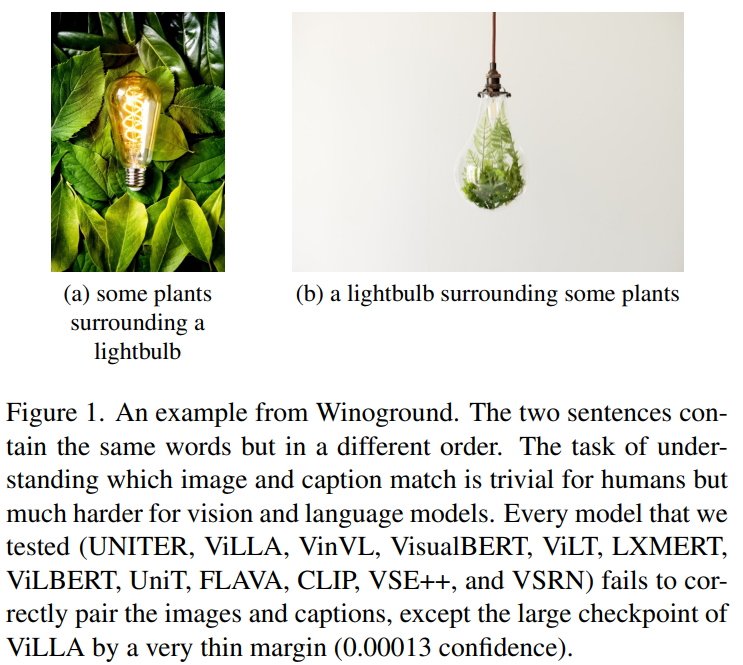 (a) some plants
surrounding a
lightbulb
(b) a lightbulb surrounding some plants
Figure 1. An example from Winoground. The two sentences con-
tain the same words but in a different order. The task of under-
standing which image and caption match is trivial for humans but
much harder for vision and language models. Every model that we
tested (UNITER, ViLLA, VinVL, VisualBERT, ViLT, LXMERT,
ViLBERT, UniT, FLAVA, CLIP, VSE++, and VSRN) fails to cor-
rectly pair the images and captions, except the large checkpoint of
ViLLA by a very thin margin (0.00013 confidence).